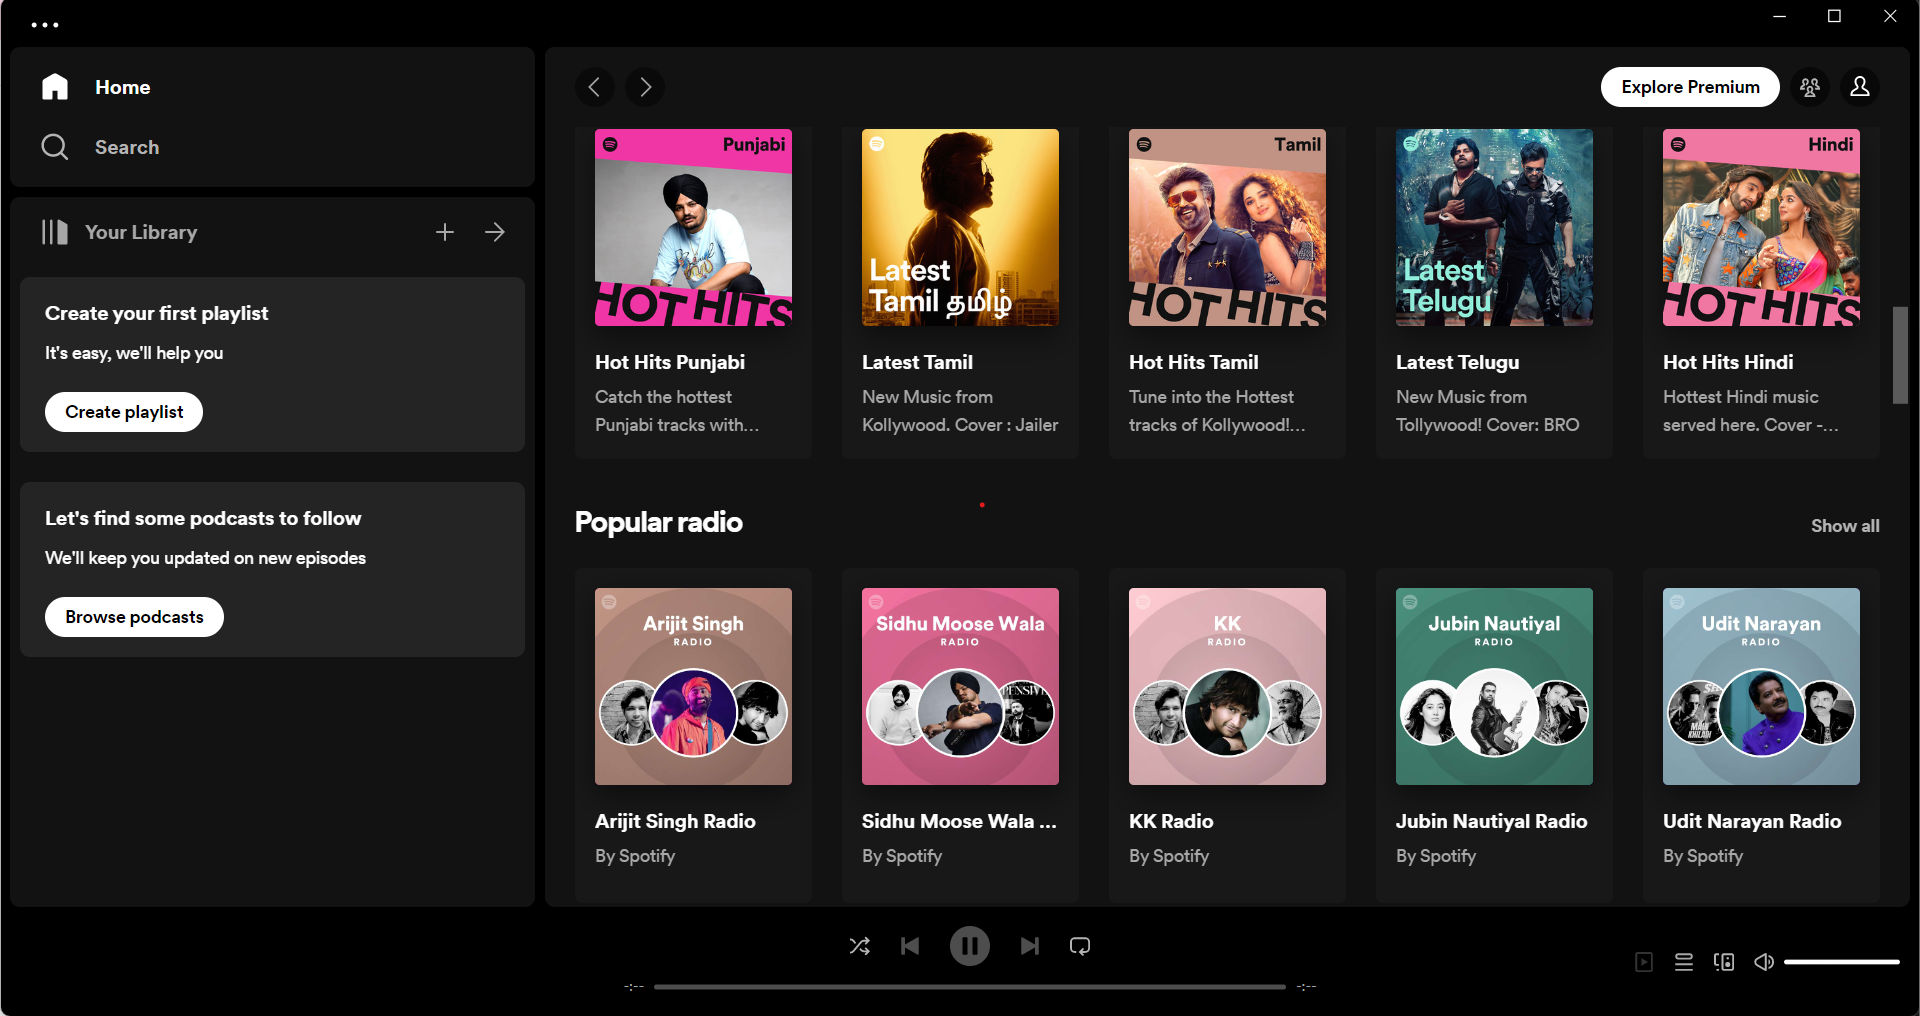 Home
Search
Your Library
Create your first playlist
It's easy, we'll help you
Create playlist
Let's find some podcasts to follow
We'll keep you updated on new episodes
Browse podcasts
Explore Premium
Punjabi
HOT HITS
Hot Hits Punjabi
Catch the hottest
Punjabi tracks with...
Latest
Tamil தமிழ்
Latest Tamil
New Music from
Kollywood. Cover : Jailer
Tamil
HOT HITS
Hot Hits Tamil
Tune into the Hottest
tracks of Kollywood!...
Latest
Telugu
Latest Telugu
New Music from
Tollywood! Cover: BRO
Hindi
HOT HITS
Hot Hits Hindi
Hottest Hindi music
served here. Cover -...
Popular radio
Show all
Arijit Singh
RADIO
Arijit Singh Radio
By Spotify
Sidhu Moose Wala
RADIO
Sidhu Moose Wala ...
By Spotify
KK
RADIO
KK Radio
By Spotify
Jubin Nautiyal
RADIO
Jubin Nautiyal Radio
By Spotify
Udit Narayan
RADIO
Udit Narayan Radio
By Spotify
-:--
-:--